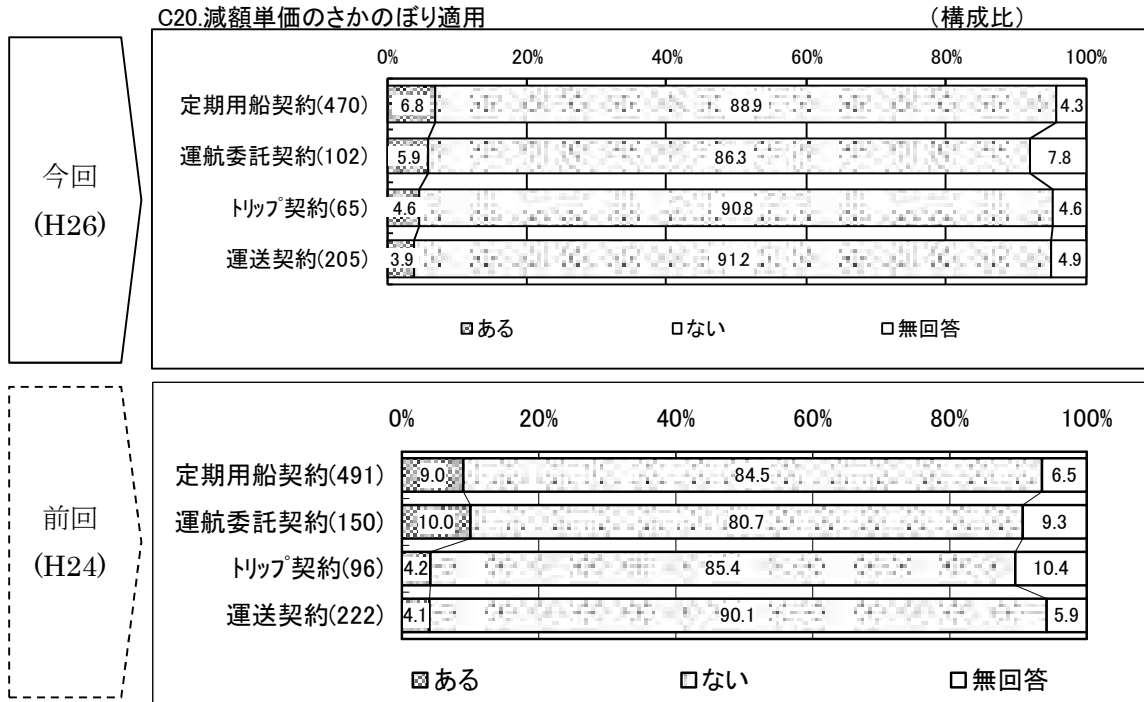 C20.減額単価のさかのぼり適用 (構成比)
今回
(H26)
0% 20% 40% 60% 80% 100%
定期用船契約(470) 6.8 88.9 4.3
運航委託契約(102) 5.9 86.3 7.8
トリップ契約(65) 4.6 90.8 4.6
運送契約(205) 3.9 91.2 4.9
ある ない 無回答
前回
(H24)
0% 20% 40% 60% 80% 100%
定期用船契約(491) 9.0 84.5 6.5
運航委託契約(150) 10.0 80.7 9.3
トリップ契約(96) 4.2 85.4 10.4
運送契約(222) 4.1 90.1 5.9
ある ない 無回答